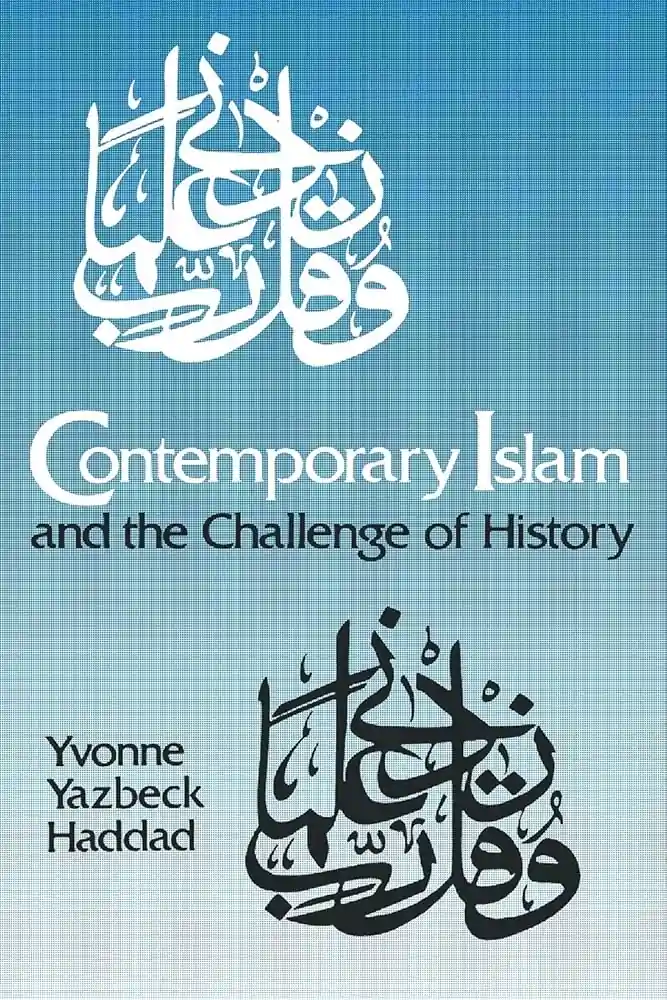 وقل رب زدني علما
Contemporary Islam
and the Challenge of History
Yvonne
Yazbeck
Haddad
وقل رب زدني علما